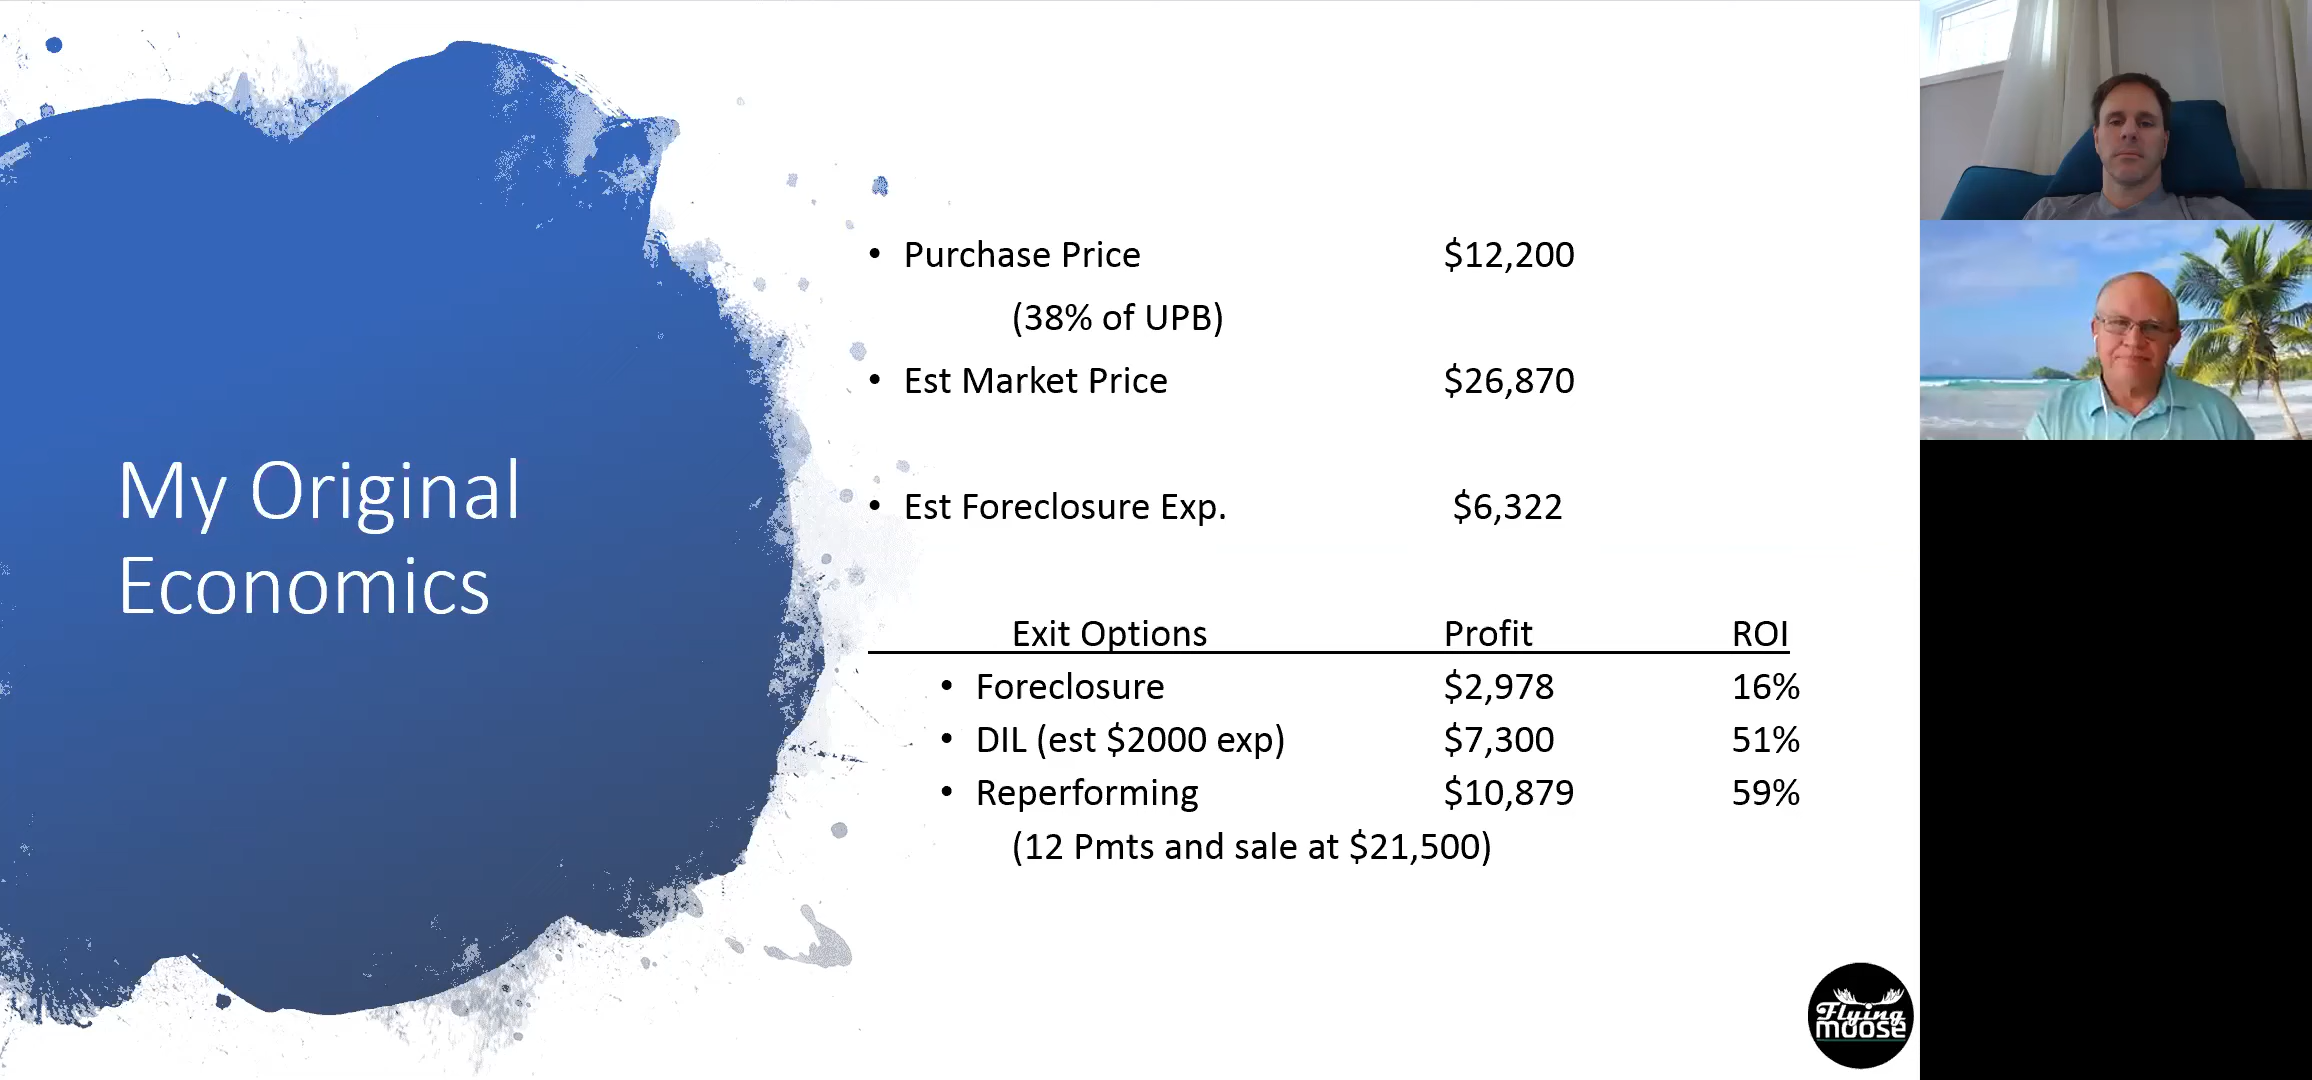 My Original
Economics
• Purchase Price $12,200
(38% of UPB)
• Est Market Price $26,870
• Est Foreclosure Exp. $6,322
Exit Options Profit ROI
• Foreclosure $2,978 16%
• DIL (est $2000 exp) $7,300 51%
• Reperforming $10,879 59%
(12 Pmts and sale at $21,500)
Flying
moose